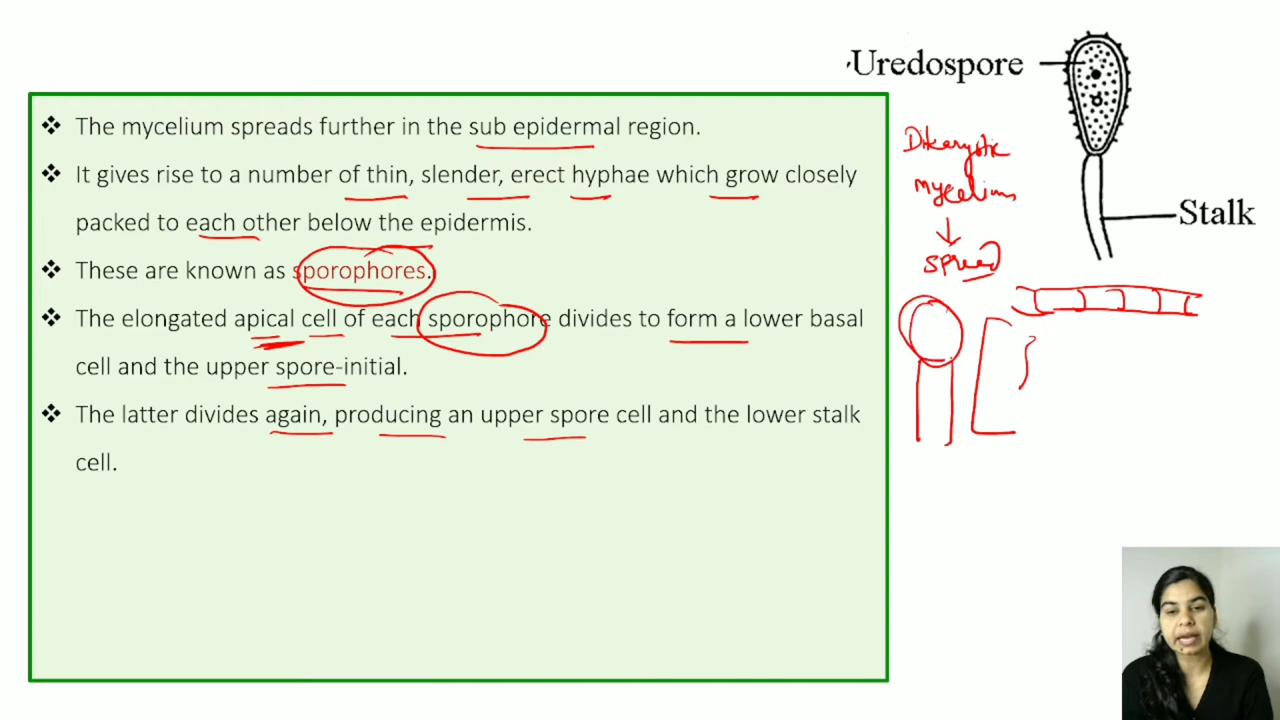 Uredospore
❖ The mycelium spreads further in the sub epidermal region.
❖ It gives rise to a number of thin, slender, erect hyphae which grow closely
packed to each other below the epidermis.
❖ These are known as sporophores.
❖ The elongated apical cell of each sporophore divides to form a lower basal
cell and the upper spore-initial.
❖ The latter divides again, producing an upper spore cell and the lower stalk
cell.
Dikaryotic
mycelium
↓
spread
Stalk